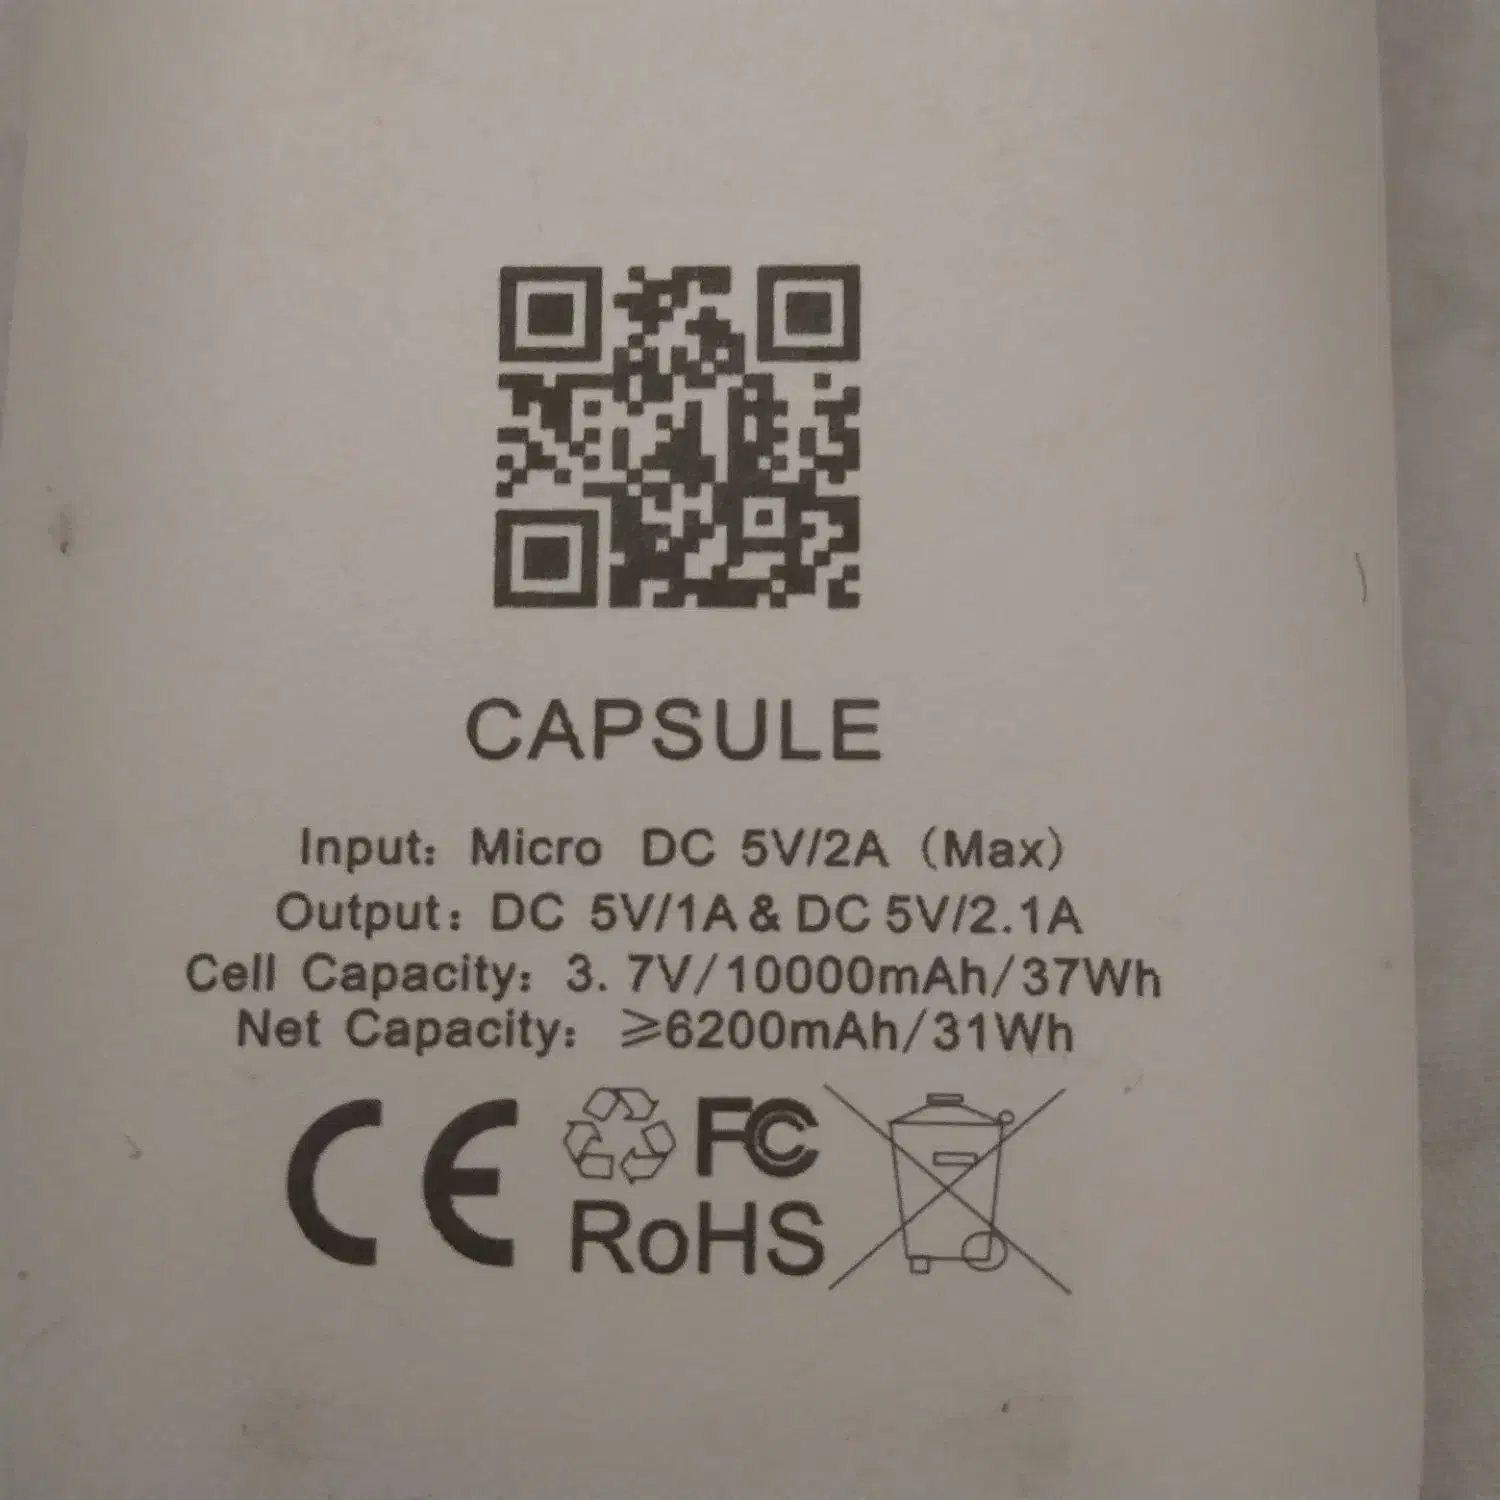 CAPSULE
Input: Micro DC 5V/2A (Max)
Output: DC 5V/1A & DC 5V/2.1A
Cell Capacity: 3. 7V/10000mAh/37Wh
Net Capacity: ≥6200mAh/31Wh
CE FC
RoHS